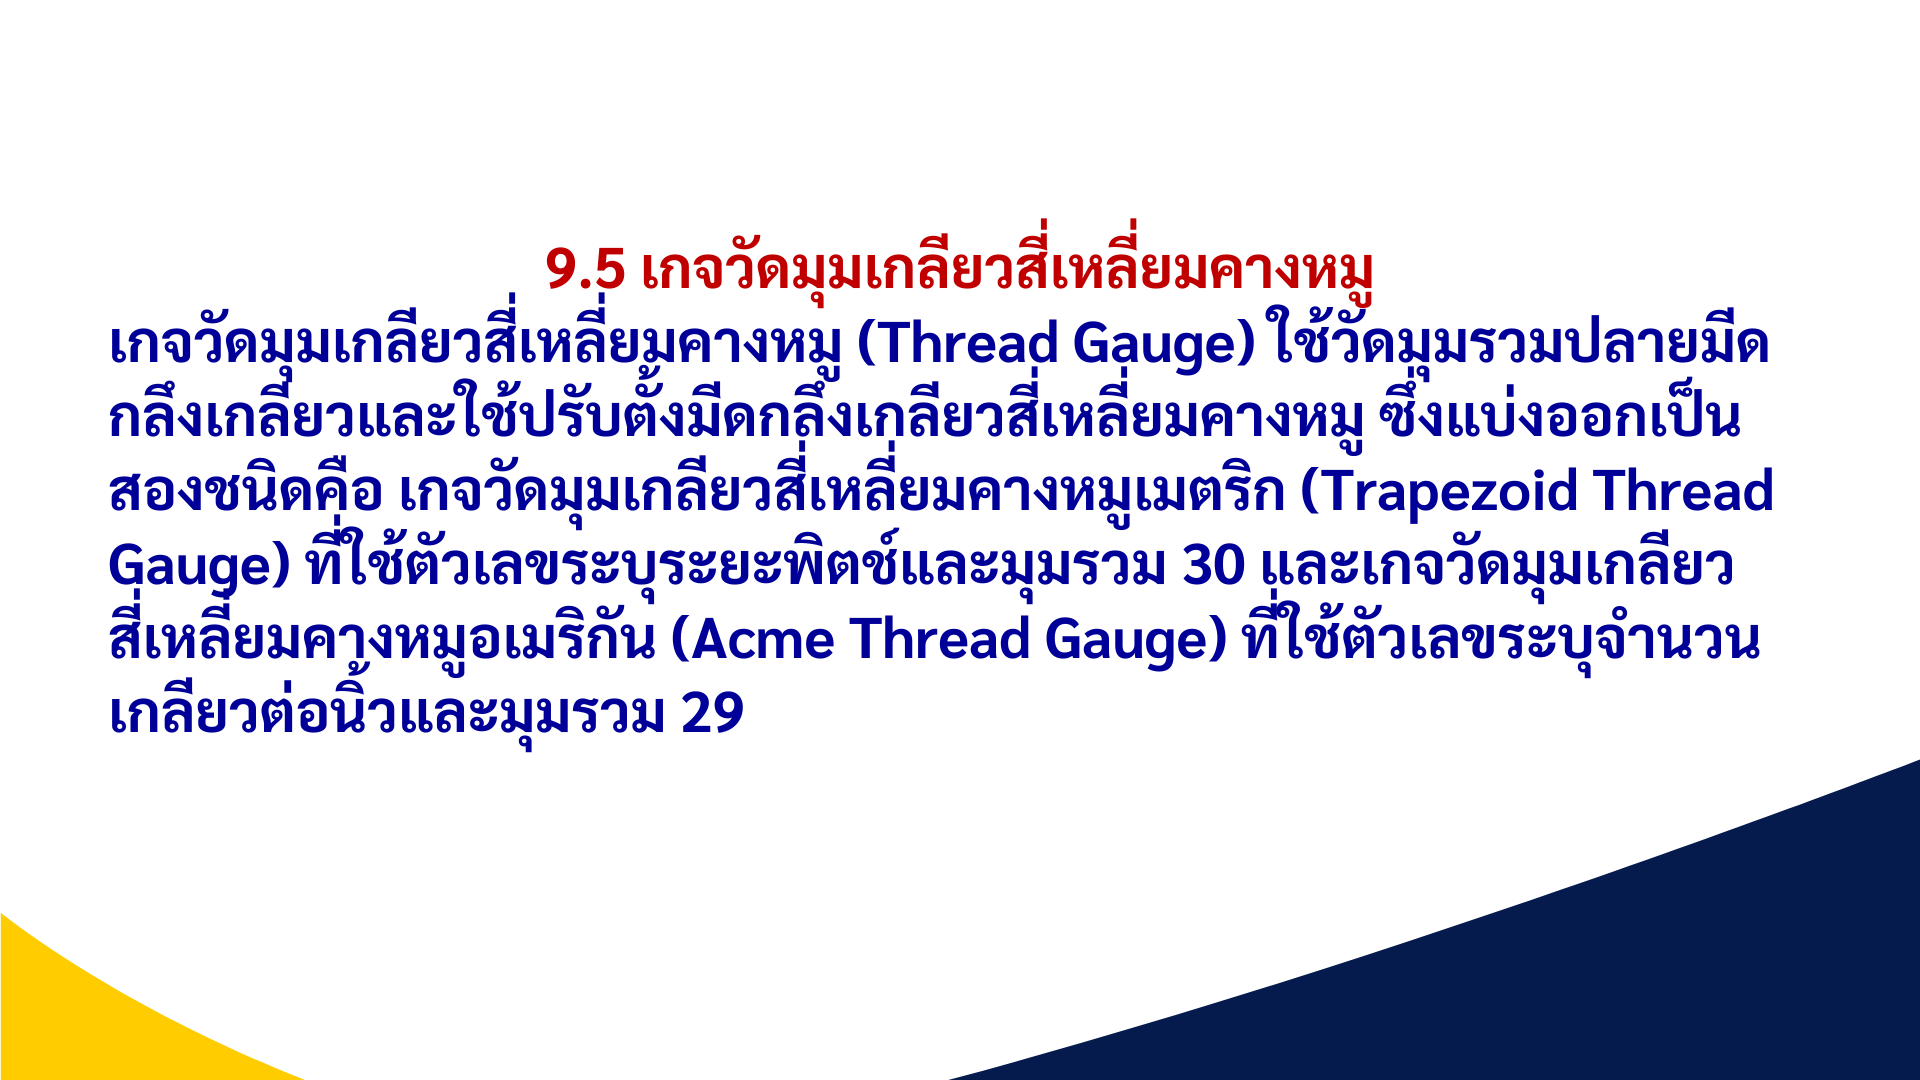 9.5 เกจวัดมุมเกลียวสี่เหลี่ยมคางหมู
เกจวัดมุมเกลียวสี่เหลี่ยมคางหมู (Thread Gauge) ใช้วัดมุมรวมปลายมีด
กลึงเกลียวและใช้ปรับตั้งมีดกลึงเกลียวสี่เหลี่ยมคางหมู ซึ่งแบ่งออกเป็น
สองชนิดคือ เกจวัดมุมเกลียวสี่เหลี่ยมคางหมูเมตริก (Trapezoid Thread
Gauge) ที่ใช้ตัวเลขระบุระยะพิตช์และมุมรวม 30 และเกจวัดมุมเกลียว
สี่เหลี่ยมคางหมูอเมริกัน (Acme Thread Gauge) ที่ใช้ตัวเลขระบุจำนวน
เกลียวต่อนิ้วและมุมรวม 29